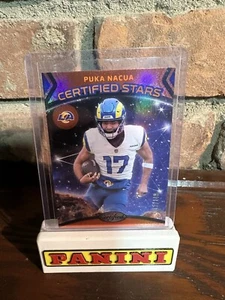 PUKA NACUA
CERTIFIED STARS
17
PANINI